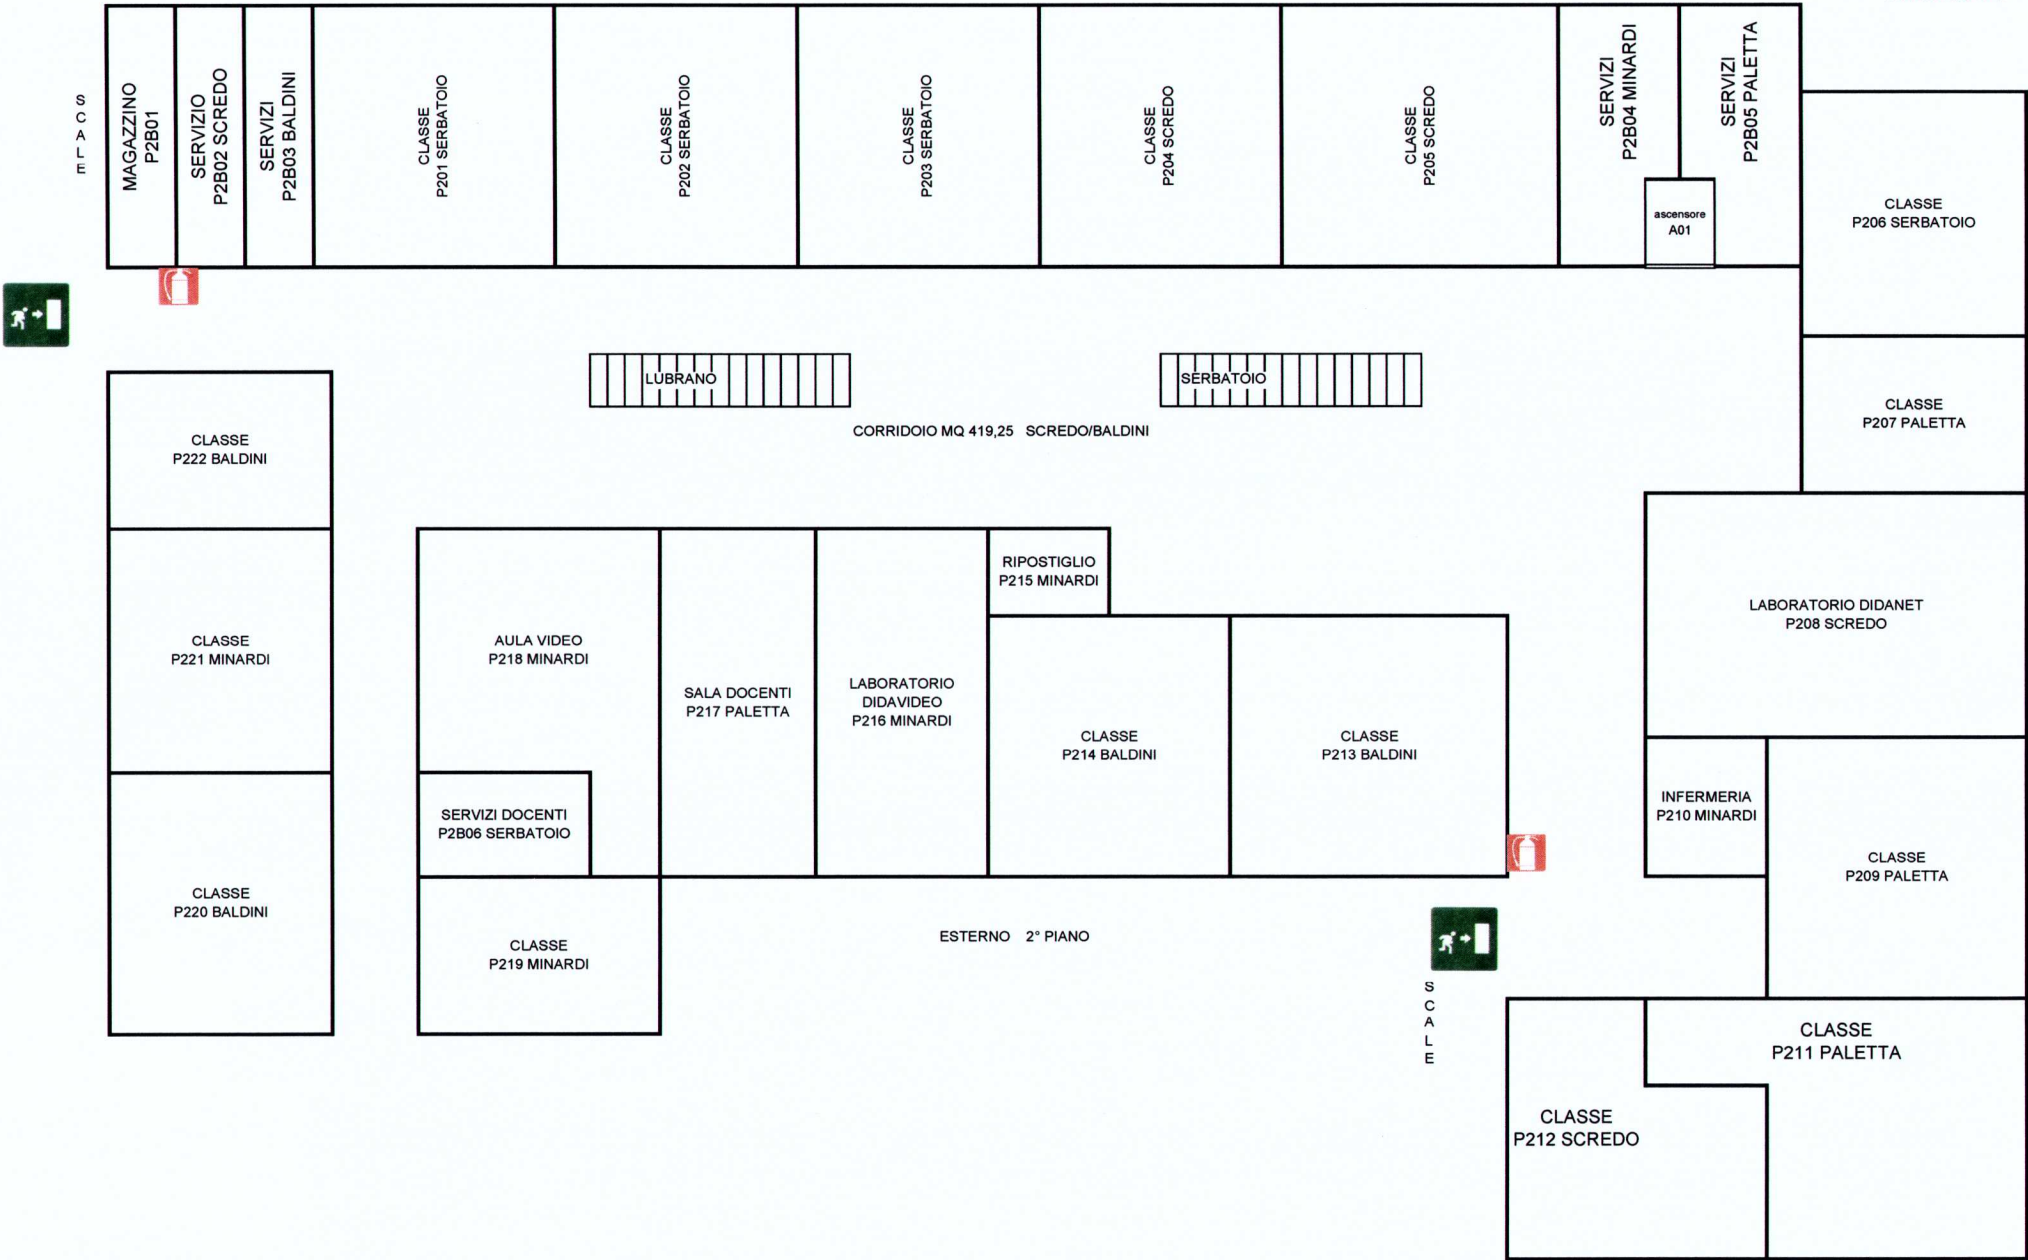 SCALE
MAGAZZINO
P2B01
SERVIZIO
P2B02 SCREDO
SERVIZI
P2B03 BALDINI
CLASSE
P201 SERBATOIO
CLASSE
P202 SERBATOIO
CLASSE
P203 SERBATOIO
CLASSE
P204 SCREDO
CLASSE
P205 SCREDO
SERVIZI
P2B04 MINARDI
SERVIZI
P2B05 PALETTA
ascensore
A01
CLASSE
P206 SERBATOIO
LUBRANO
SERBATOIO
CORRIDOIO MQ 419,25 SCREDO/BALDINI
CLASSE
P207 PALETTA
CLASSE
P222 BALDINI
CLASSE
P221 MINARDI
CLASSE
P220 BALDINI
AULA VIDEO
P218 MINARDI
SERVIZI DOCENTI
P2B06 SERBATOIO
CLASSE
P219 MINARDI
SALA DOCENTI
P217 PALETTA
LABORATORIO
DIDAVIDEO
P216 MINARDI
RIPOSTIGLIO
P215 MINARDI
CLASSE
P214 BALDINI
CLASSE
P213 BALDINI
LABORATORIO DIDANET
P208 SCREDO
INFERMERIA
P210 MINARDI
CLASSE
P209 PALETTA
ESTERNO 2° PIANO
SCALE
CLASSE
P211 PALETTA
CLASSE
P212 SCREDO